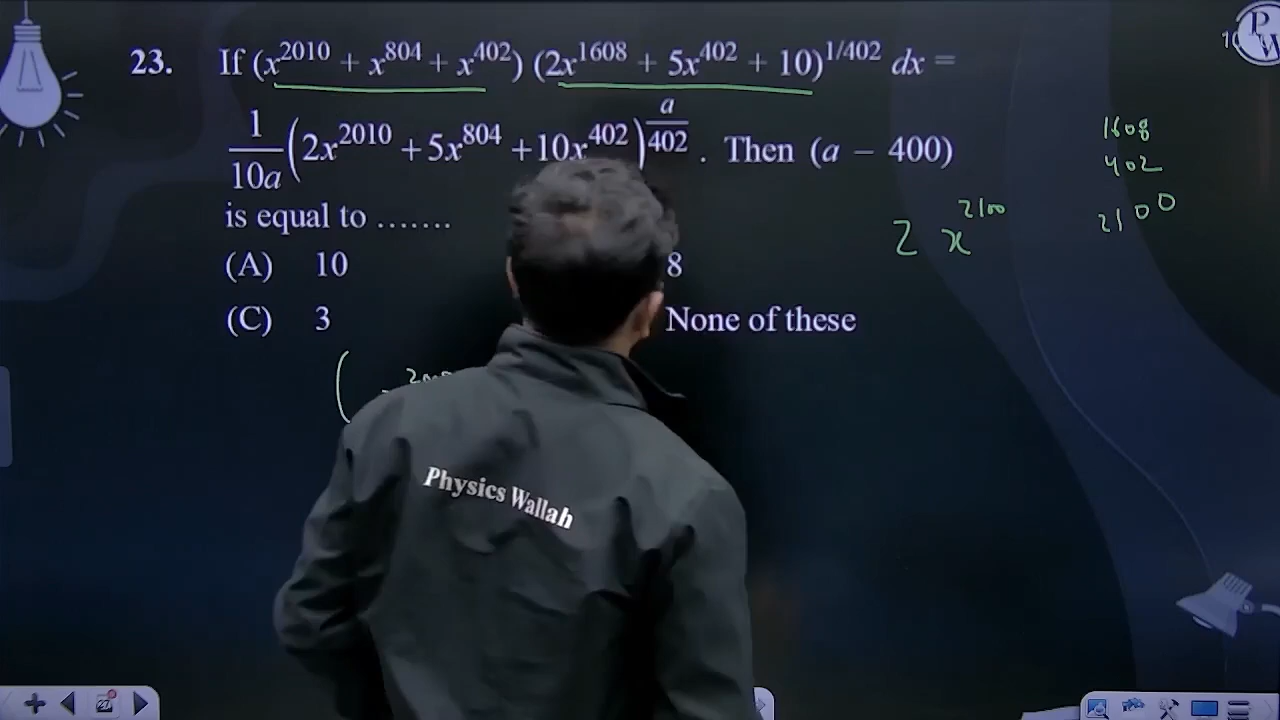 23. If (x^2010 + x^804 + x^402) (2x^1608 + 5x^402 + 10)^1/402 dx =
1/10a (2x^2010 + 5x^804 + 10x^402)^a/402 . Then (a – 400)
is equal to .......
(A) 10 8
(C) 3 None of these
1608
402
2100
2 x^2100
(
Physics Wallah